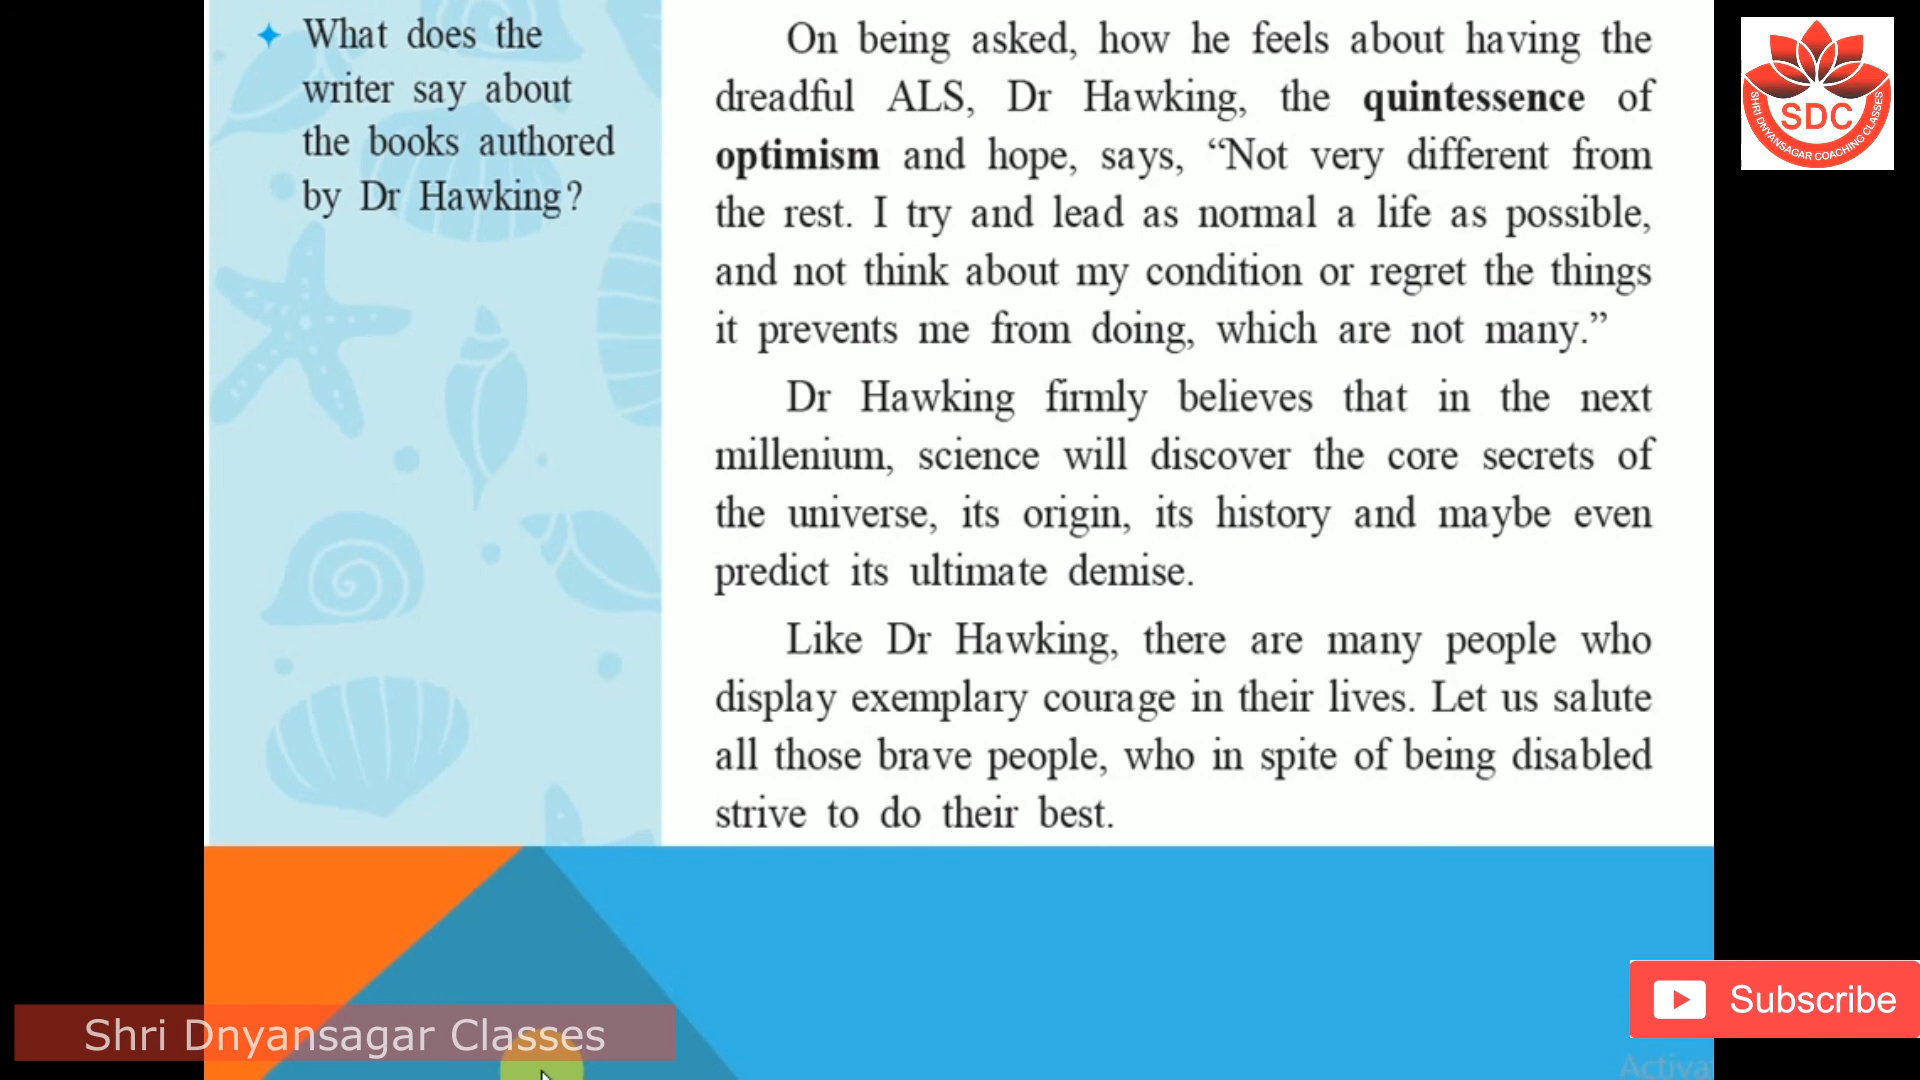 What does the
writer say about
the books authored
by Dr Hawking?
On being asked, how he feels about having the
dreadful ALS, Dr Hawking, the quintessence of
optimism and hope, says, “Not very different from
the rest. I try and lead as normal a life as possible,
and not think about my condition or regret the things
it prevents me from doing, which are not many.”
Dr Hawking firmly believes that in the next
millenium, science will discover the core secrets of
the universe, its origin, its history and maybe even
predict its ultimate demise.
Like Dr Hawking, there are many people who
display exemplary courage in their lives. Let us salute
all those brave people, who in spite of being disabled
strive to do their best.
SDC
SHRI DNYANSAGAR COACHING CLASSES
Subscribe
Shri Dnyansagar Classes